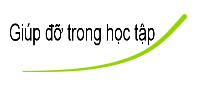 Giúp đỡ trong học tập